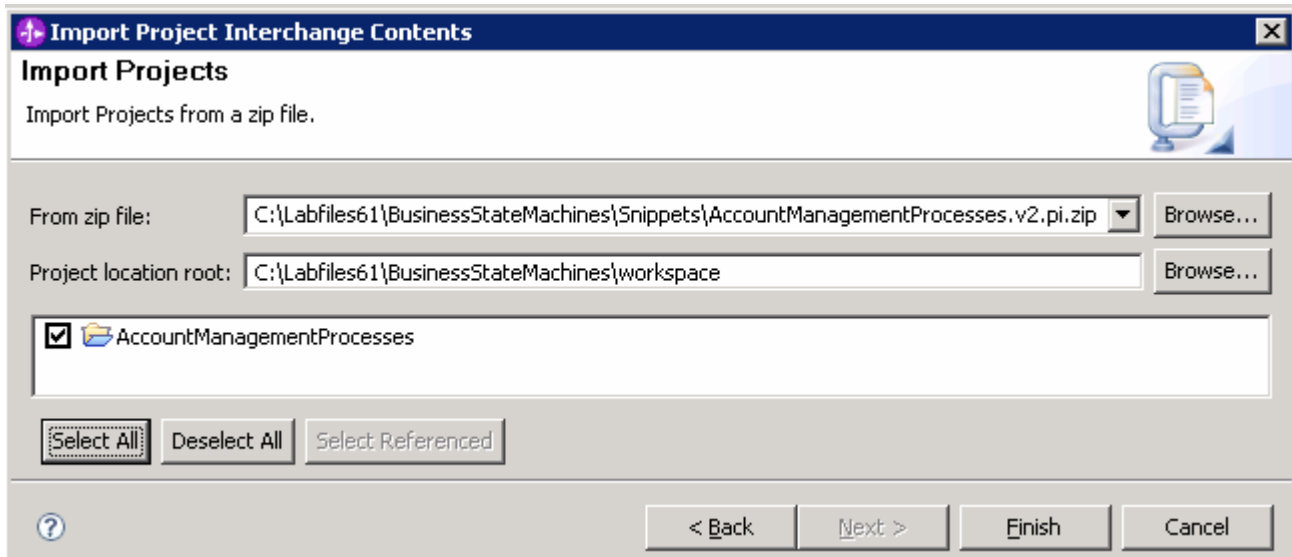 Import Project Interchange Contents
Import Projects
Import Projects from a zip file.
From zip file: C:\Labfiles61\BusinessStateMachines\Snippets\AccountManagementProcesses.v2.pi.zip Browse...
Project location root: C:\Labfiles61\BusinessStateMachines\workspace Browse...
AccountManagementProcesses
Select All Deselect All Select Referenced
? < Back Next > Finish Cancel